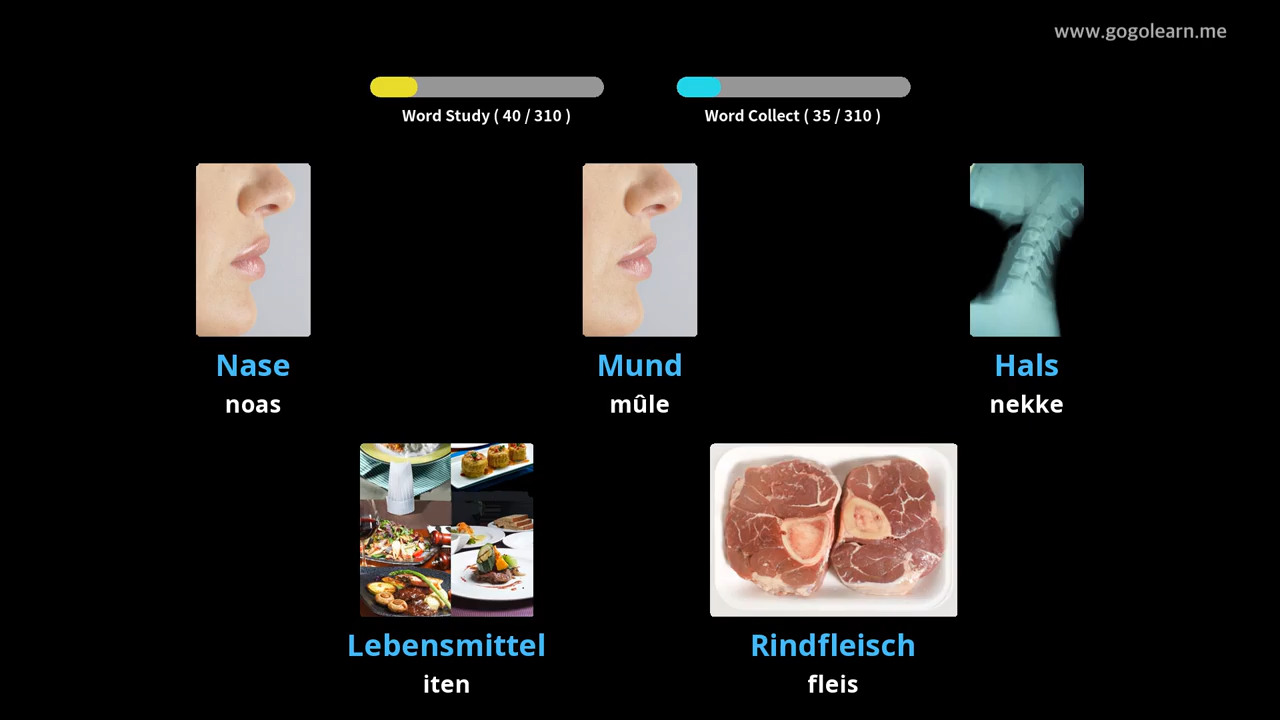 www.gogolearn.me
Word Study ( 40 / 310 )
Word Collect ( 35 / 310 )
Nase
noas
Mund
mûle
Hals
nekke
Lebensmittel
iten
Rindfleisch
fleis